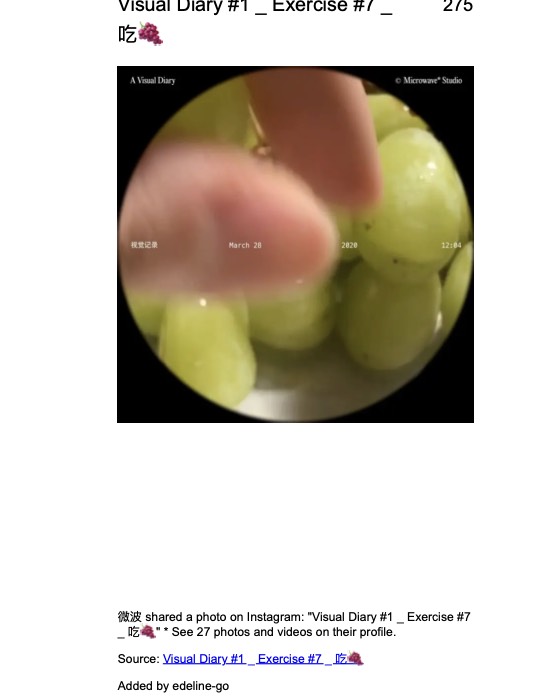 Visual Diary #1 _ Exercise #7 _ 275
吃🍇
A Visual Diary © Microwave® Studio
视觉记录 March 28 2020 12:04
微波 shared a photo on Instagram: "Visual Diary #1 _ Exercise #7
_ 吃🍇" * See 27 photos and videos on their profile.
Source: Visual Diary #1 _ Exercise #7 _ 吃🍇
Added by edeline-go